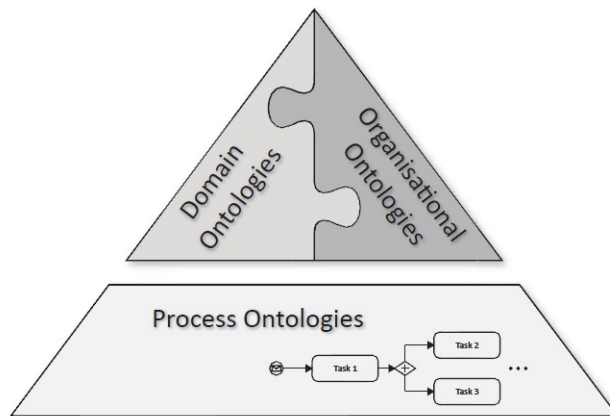 Domain
Ontologies
Organisational
Ontologies
Process Ontologies
Task 1
Task 2
...
Task 3